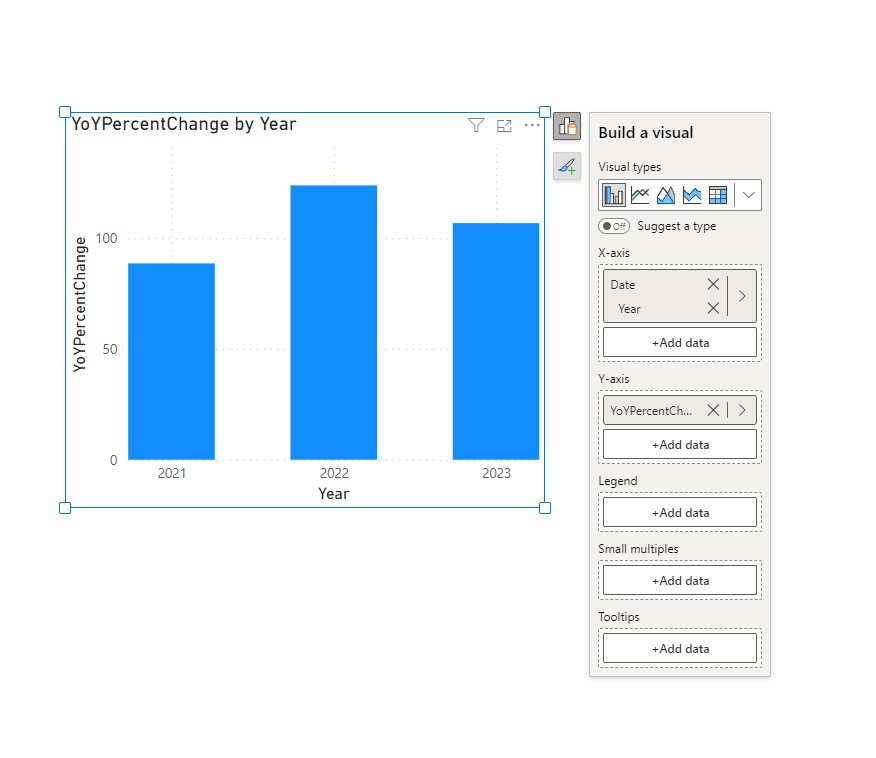 YoYPercentChange by Year
YoYPercentChange
100
50
0
2021 2022 2023
Year
Build a visual
Visual types
Off Suggest a type
X-axis
Date
Year
+Add data
Y-axis
YoYPercentCh...
+Add data
Legend
+Add data
Small multiples
+Add data
Tooltips
+Add data